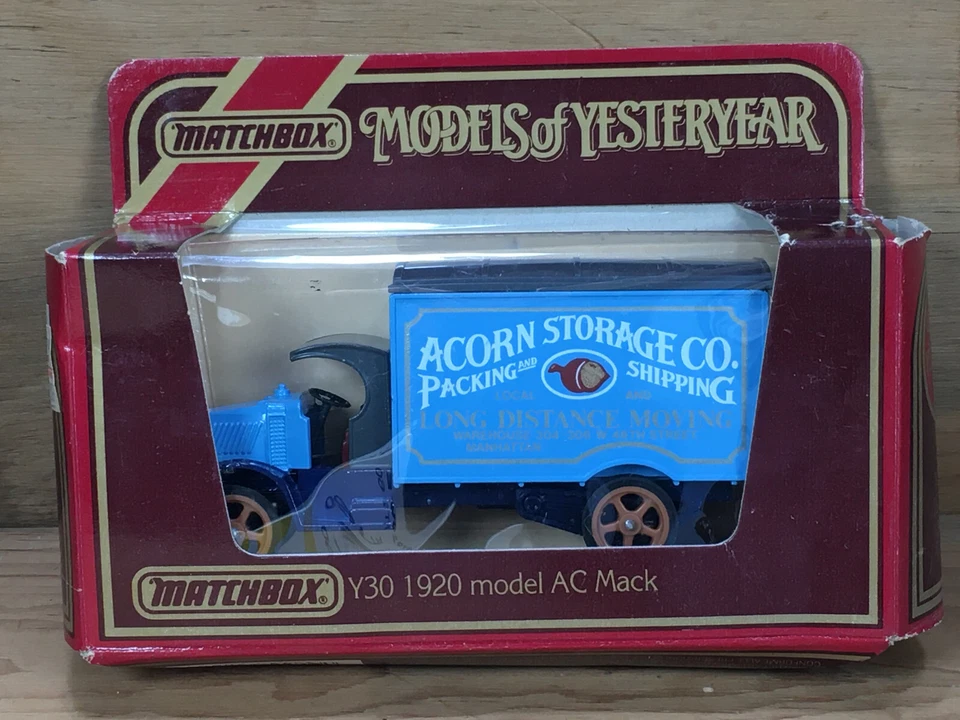 MATCHBOX®
MODELS of YESTERYEAR
ACORN STORAGE CO.
PACKING AND SHIPPING
LOCAL AND
LONG DISTANCE MOVING
MANHATTAN
MATCHBOX® Y30 1920 model AC Mack